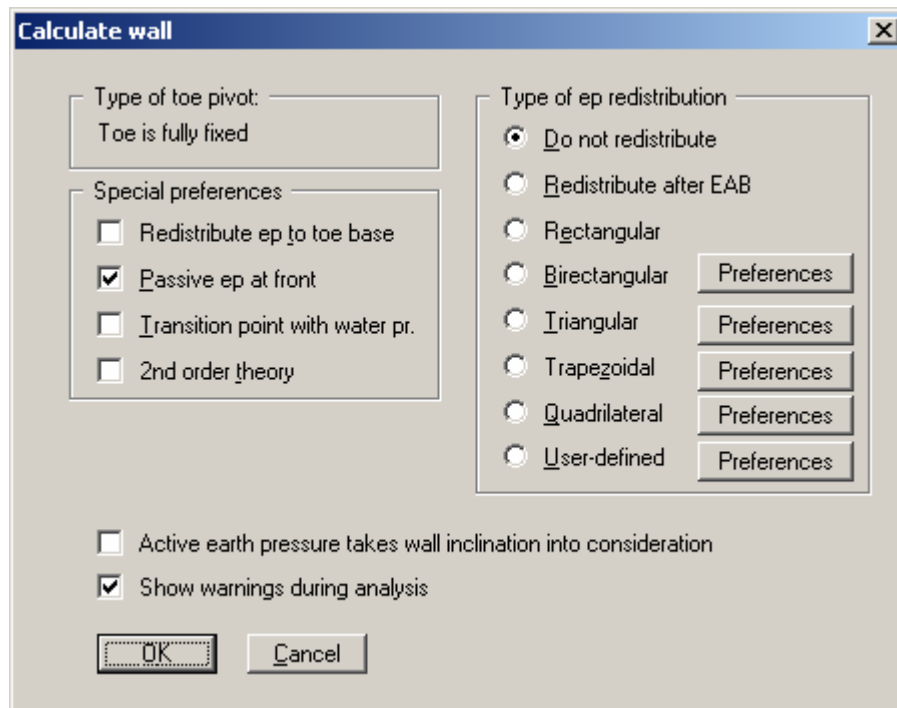 Calculate wall
Type of toe pivot:
Toe is fully fixed
Special preferences
Redistribute ep to toe base
Passive ep at front
Transition point with water pr.
2nd order theory
Type of ep redistribution
Do not redistribute
Redistribute after EAB
Rectangular
Birectangular Preferences
Triangular Preferences
Trapezoidal Preferences
Quadrilateral Preferences
User-defined Preferences
Active earth pressure takes wall inclination into consideration
Show warnings during analysis
OK Cancel